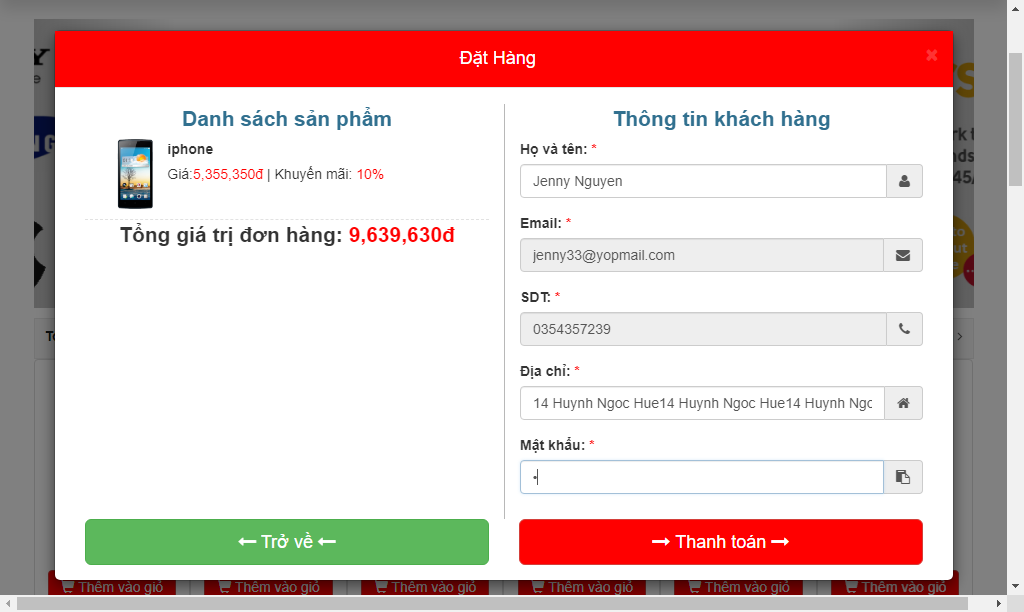 Đặt Hàng
Danh sách sản phẩm
iphone
Giá:5,355,350đ | Khuyến mãi: 10%
Tổng giá trị đơn hàng: 9,639,630đ
Thông tin khách hàng
Họ và tên: *
Jenny Nguyen
Email: *
jenny33@yopmail.com
SDT: *
0354357239
Địa chỉ: *
14 Huynh Ngoc Hue14 Huynh Ngoc Hue14 Huynh Ngc
Mật khẩu: *
Trở về
Thanh toán
Thêm vào giỏ Thêm vào giỏ Thêm vào giỏ Thêm vào giỏ Thêm vào giỏ Thêm vào giỏ